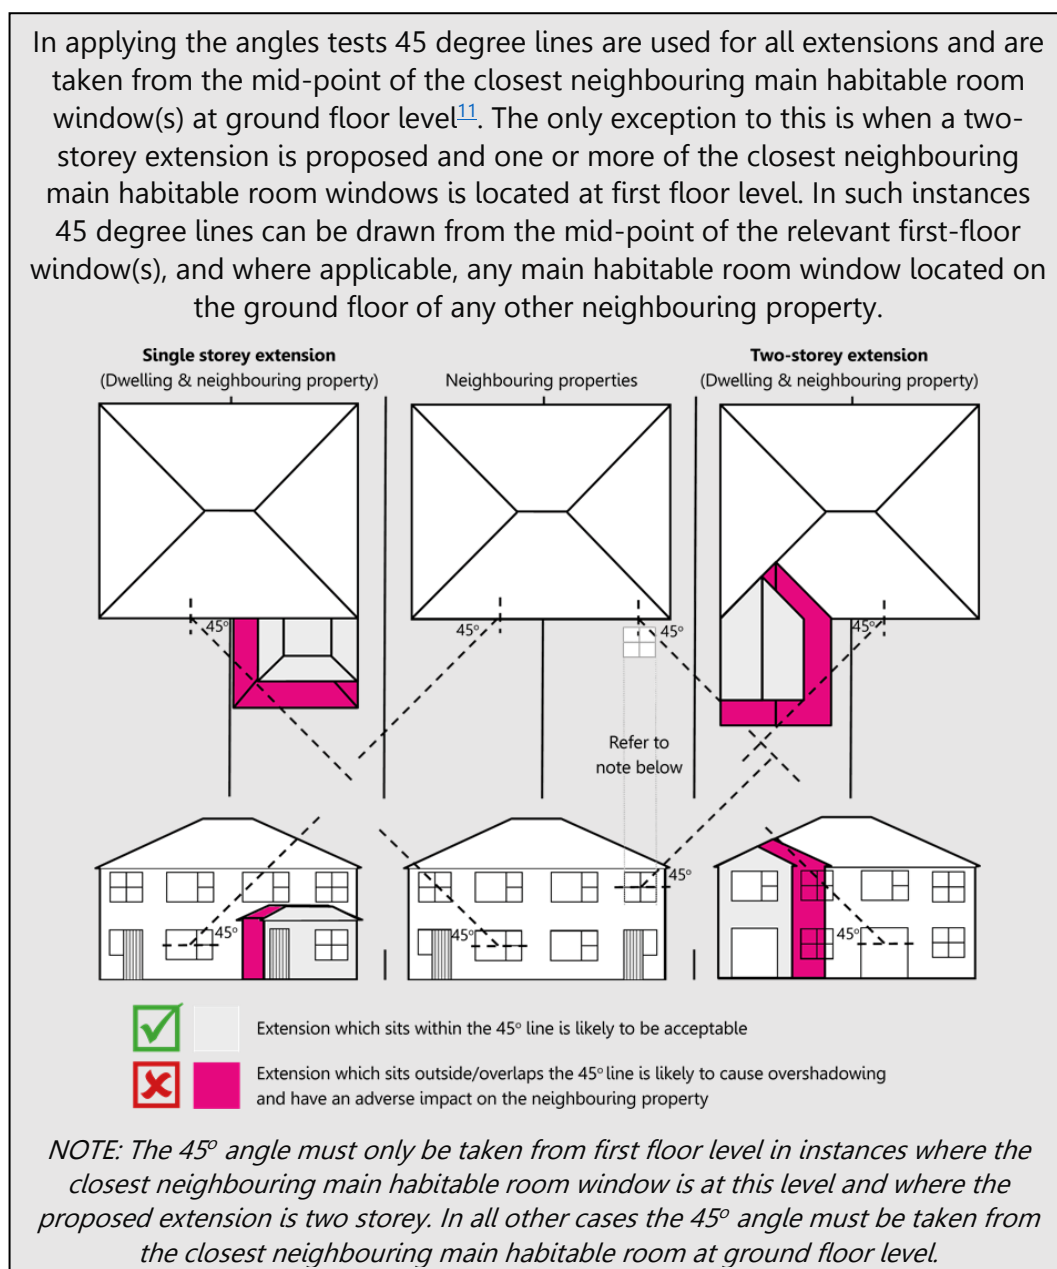 In applying the angles tests 45 degree lines are used for all extensions and are
taken from the mid-point of the closest neighbouring main habitable room
window(s) at ground floor level11. The only exception to this is when a two-
storey extension is proposed and one or more of the closest neighbouring
main habitable room windows is located at first floor level. In such instances
45 degree lines can be drawn from the mid-point of the relevant first-floor
window(s), and where applicable, any main habitable room window located on
the ground floor of any other neighbouring property.
Single storey extension
(Dwelling & neighbouring property)
Neighbouring properties
Two-storey extension
(Dwelling & neighbouring property)
45°
45°
45°
45°
Refer to
note below
45°
45°
45°
45°
Extension which sits within the 45° line is likely to be acceptable
Extension which sits outside/overlaps the 45° line is likely to cause overshadowing
and have an adverse impact on the neighbouring property
NOTE: The 45° angle must only be taken from first floor level in instances where the
closest neighbouring main habitable room window is at this level and where the
proposed extension is two storey. In all other cases the 45° angle must be taken from
the closest neighbouring main habitable room at ground floor level.